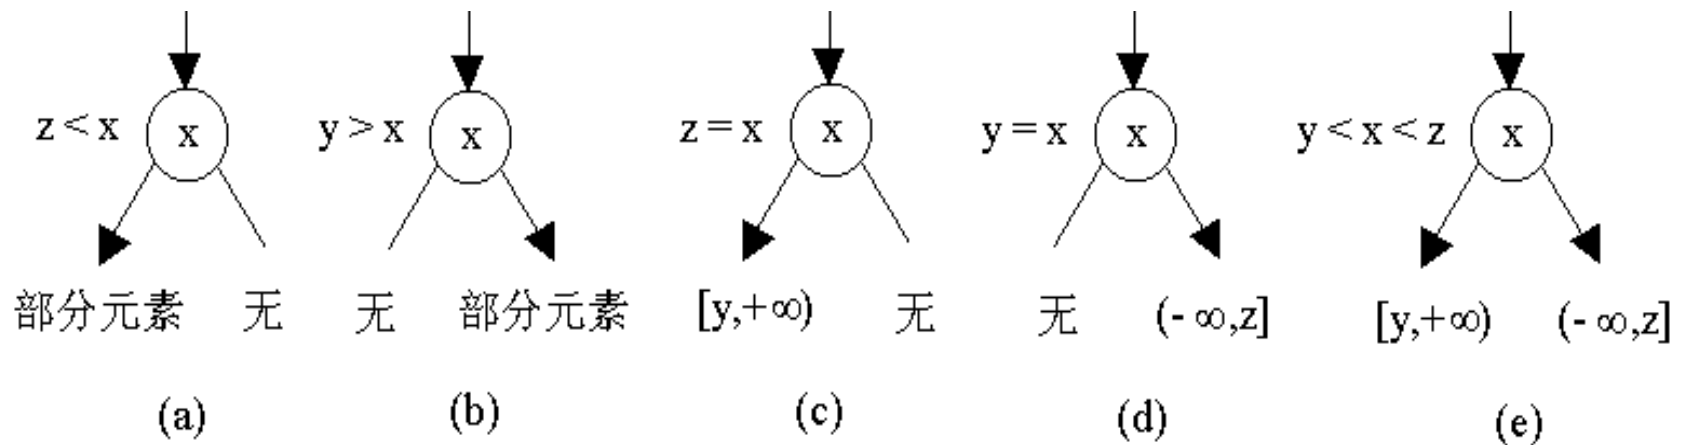 z < x x y > x x z = x x y = x x y < x < z x
部分元素 无 无 部分元素 [y,+∞) 无 无 (- ∞,z] [y,+∞) (- ∞,z]
(a) (b) (c) (d) (e)